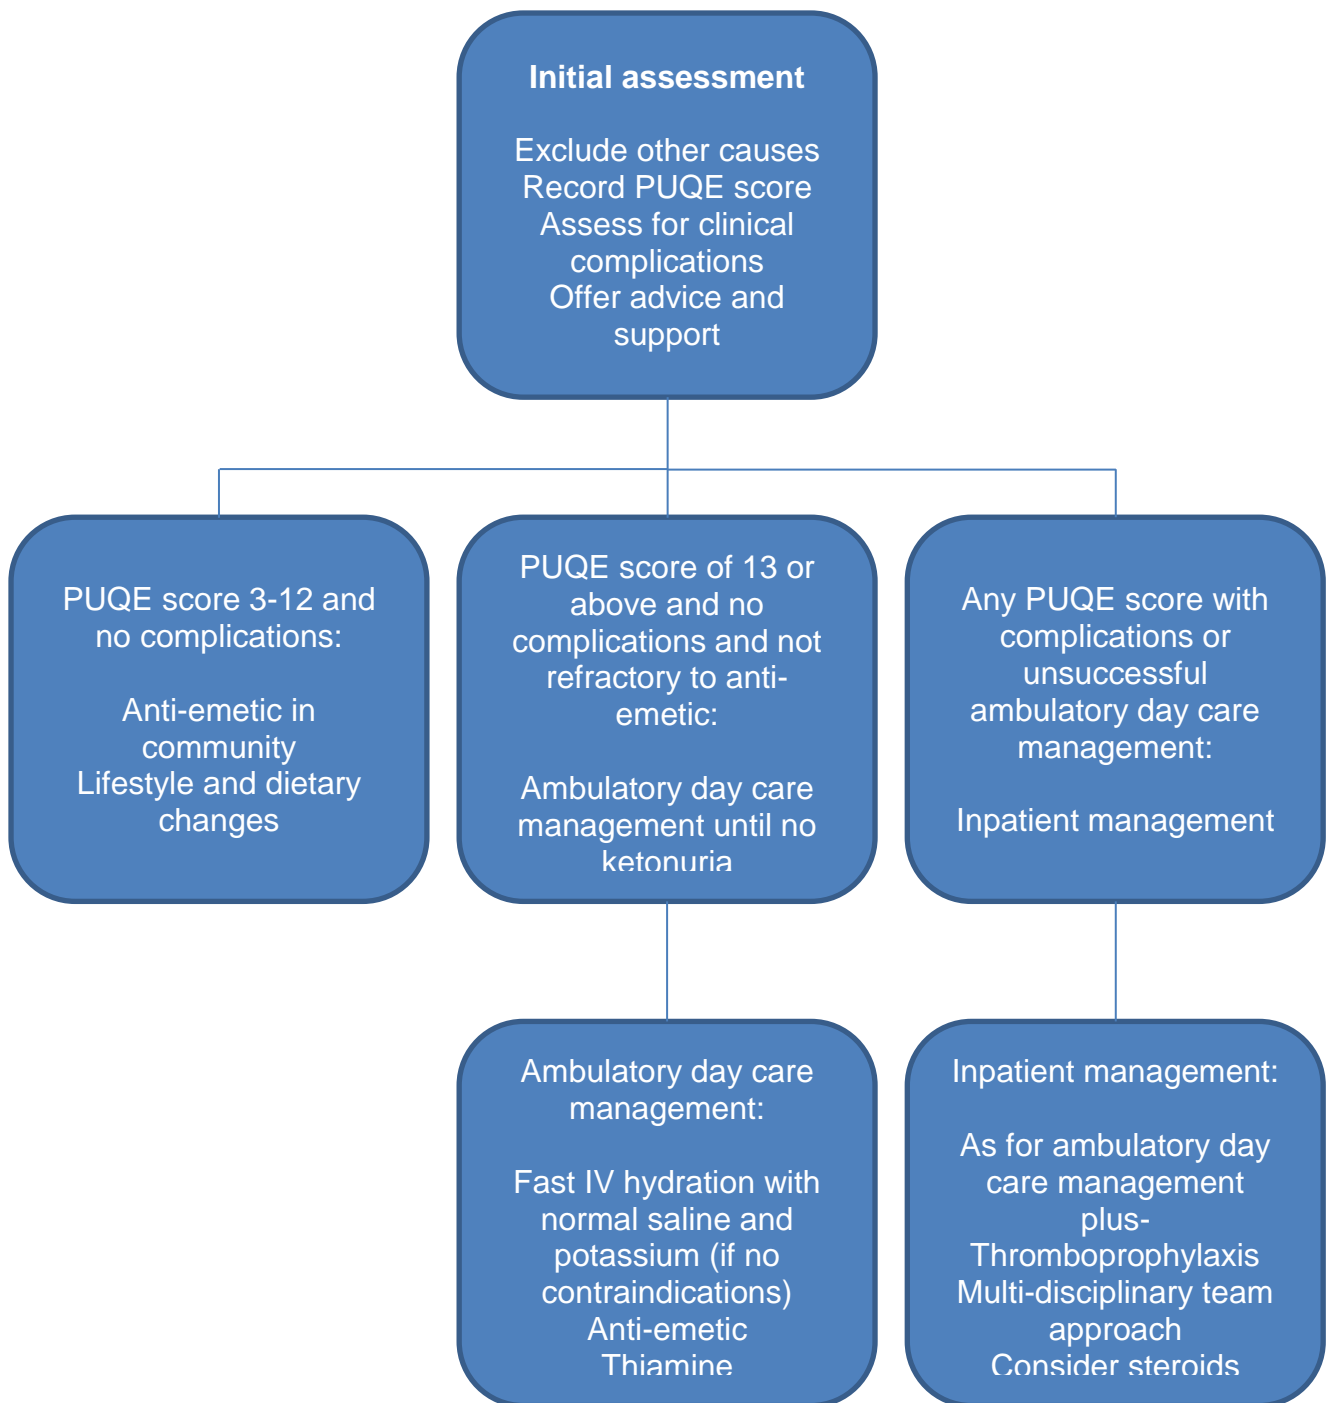 Initial assessment
Exclude other causes
Record PUQE score
Assess for clinical
complications
Offer advice and
support
PUQE score 3-12 and
no complications:
Anti-emetic in
community
Lifestyle and dietary
changes
PUQE score of 13 or
above and no
complications and not
refractory to anti-
emetic:
Ambulatory day care
management until no
ketonuria
Any PUQE score with
complications or
unsuccessful
ambulatory day care
management:
Inpatient management
Ambulatory day care
management:
Fast IV hydration with
normal saline and
potassium (if no
contraindications)
Anti-emetic
Thiamine
Inpatient management:
As for ambulatory day
care management
plus-
Thromboprophylaxis
Multi-disciplinary team
approach
Consider steroids